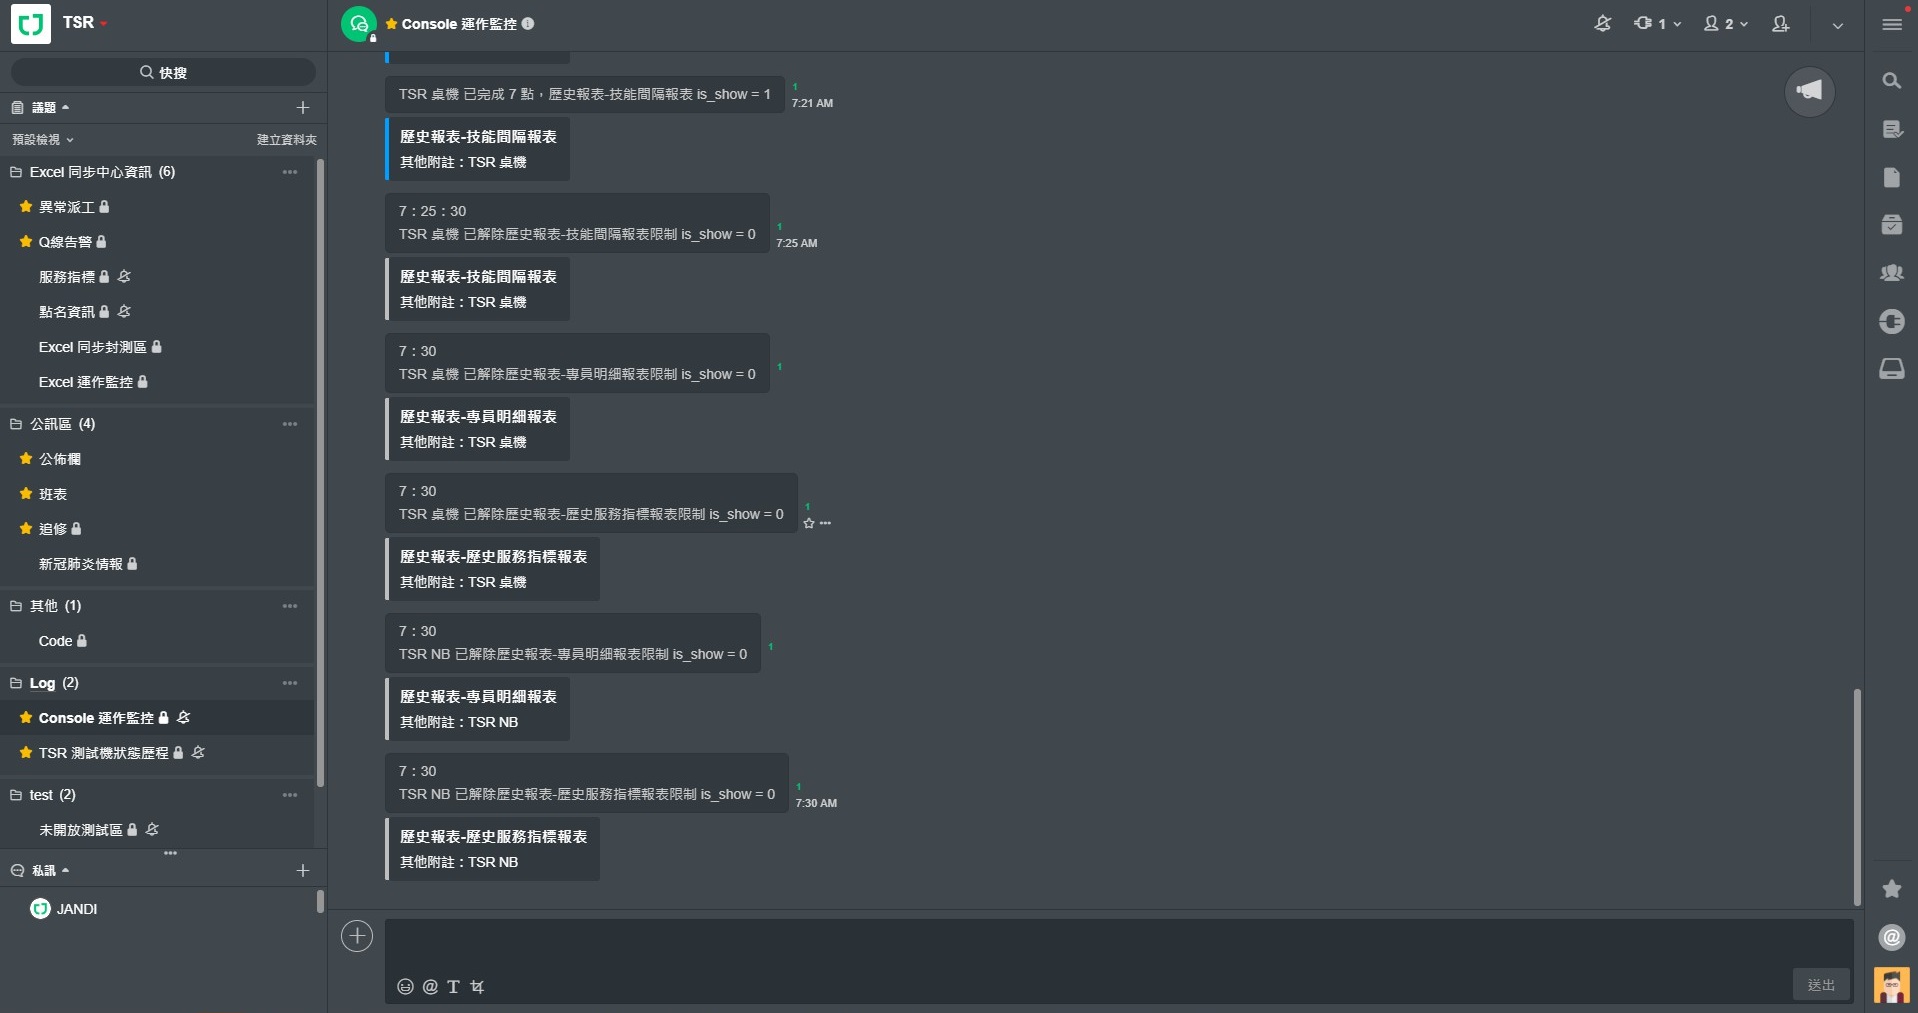 TSR
快搜
議題
預設檢視
建立資料夾
Excel 同步中心資訊 (6)
異常派工
Q線告警
服務指標
點名資訊
Excel 同步封測區
Excel 運作監控
公訊區 (4)
公佈欄
班表
追修
新冠肺炎情報
其他 (1)
Code
Log (2)
Console 運作監控
TSR 測試機狀態歷程
test (2)
未開放測試區
私訊
JANDI
Console 運作監控
1
2
TSR 桌機 已完成 7 點，歷史報表-技能間隔報表 is_show = 1
1
7:21 AM
歷史報表-技能間隔報表
其他附註：TSR 桌機
7：25：30
TSR 桌機 已解除歷史報表-技能間隔報表限制 is_show = 0
1
7:25 AM
歷史報表-技能間隔報表
其他附註：TSR 桌機
7：30
TSR 桌機 已解除歷史報表-專員明細報表限制 is_show = 0
1
歷史報表-專員明細報表
其他附註：TSR 桌機
7：30
TSR 桌機 已解除歷史報表-歷史服務指標報表限制 is_show = 0
1
歷史報表-歷史服務指標報表
其他附註：TSR 桌機
7：30
TSR NB 已解除歷史報表-專員明細報表限制 is_show = 0
1
歷史報表-專員明細報表
其他附註：TSR NB
7：30
TSR NB 已解除歷史報表-歷史服務指標報表限制 is_show = 0
1
7:30 AM
歷史報表-歷史服務指標報表
其他附註：TSR NB
送出